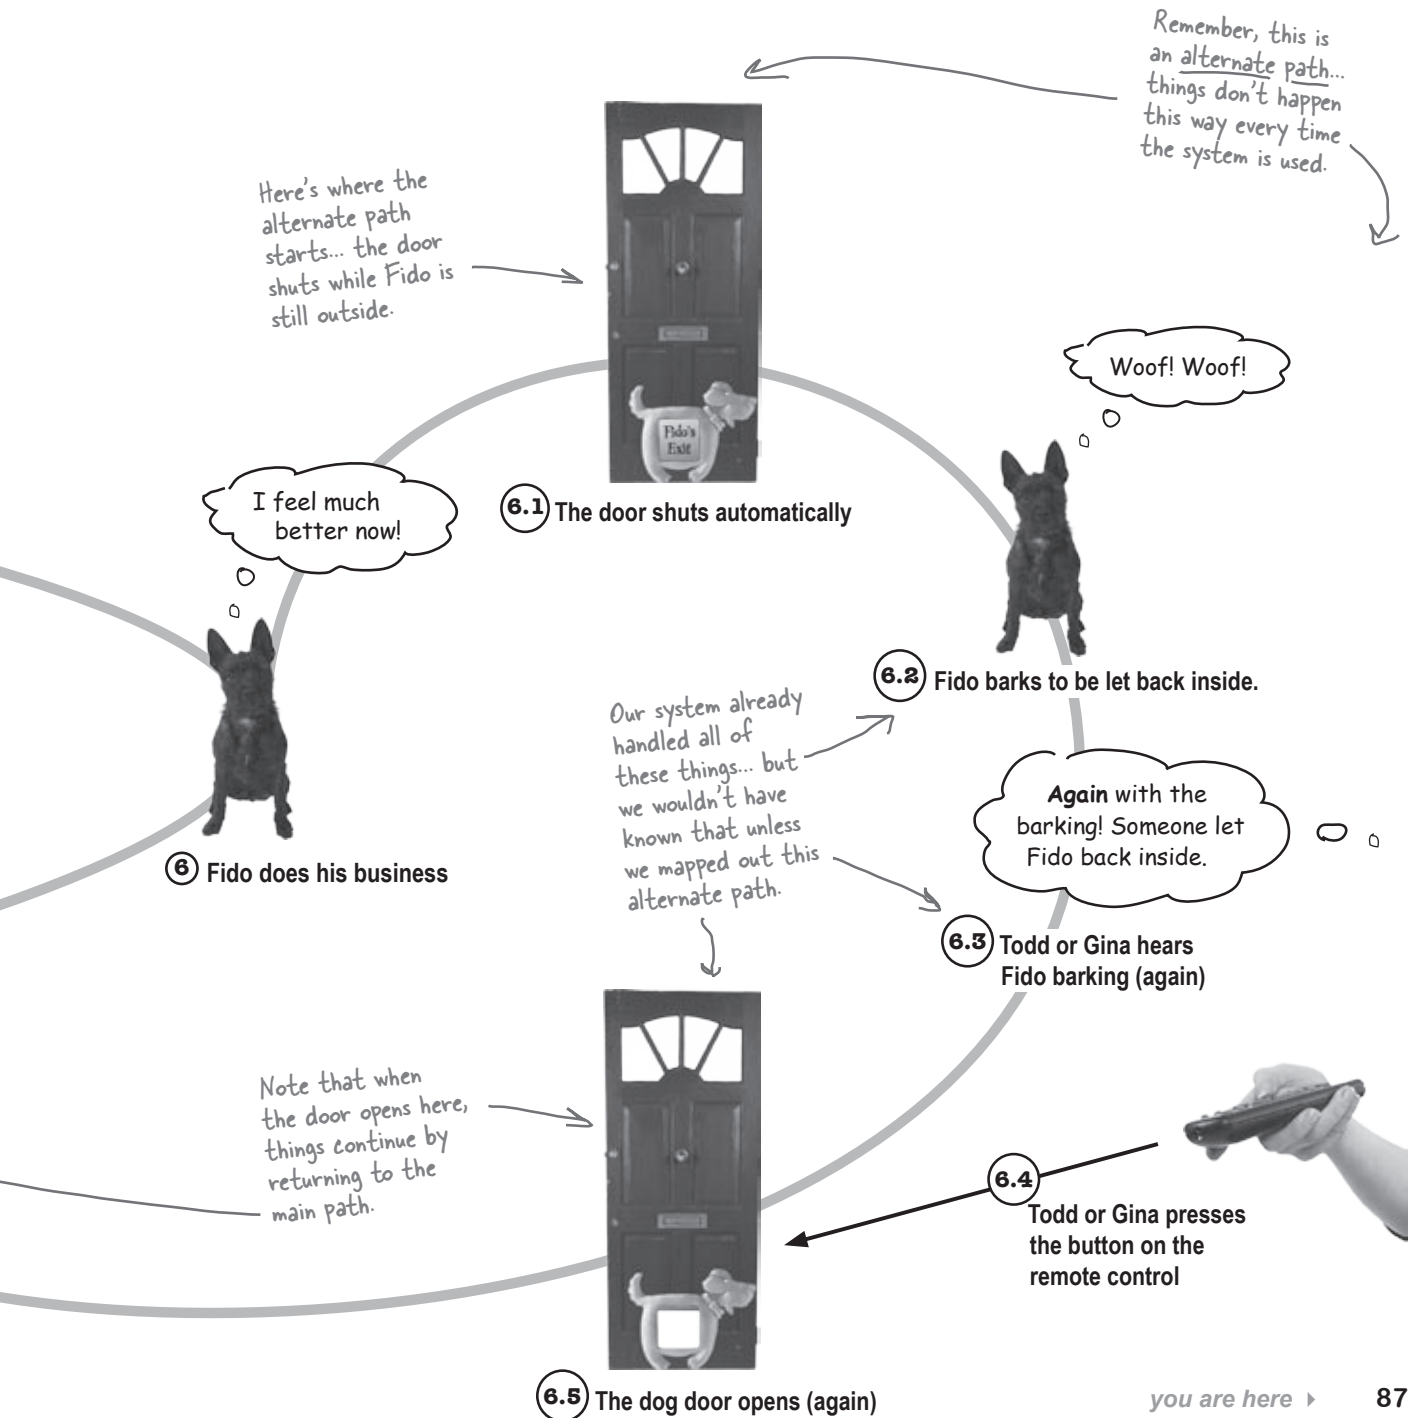 Remember, this is
an alternate path...
things don't happen
this way every time
the system is used.
Here's where the
alternate path
starts... the door
shuts while Fido is
still outside.
Woof! Woof!
Fido's
Exit
I feel much
better now!
6.1 The door shuts automatically
6.2 Fido barks to be let back inside.
Our system already
handled all of
these things... but
we wouldn't have
known that unless
we mapped out this
alternate path.
Again with the
barking! Someone let
Fido back inside.
6 Fido does his business
6.3 Todd or Gina hears
Fido barking (again)
Note that when
the door opens here,
things continue by
returning to the
main path.
6.4
Todd or Gina presses
the button on the
remote control
6.5 The dog door opens (again)
you are here
87